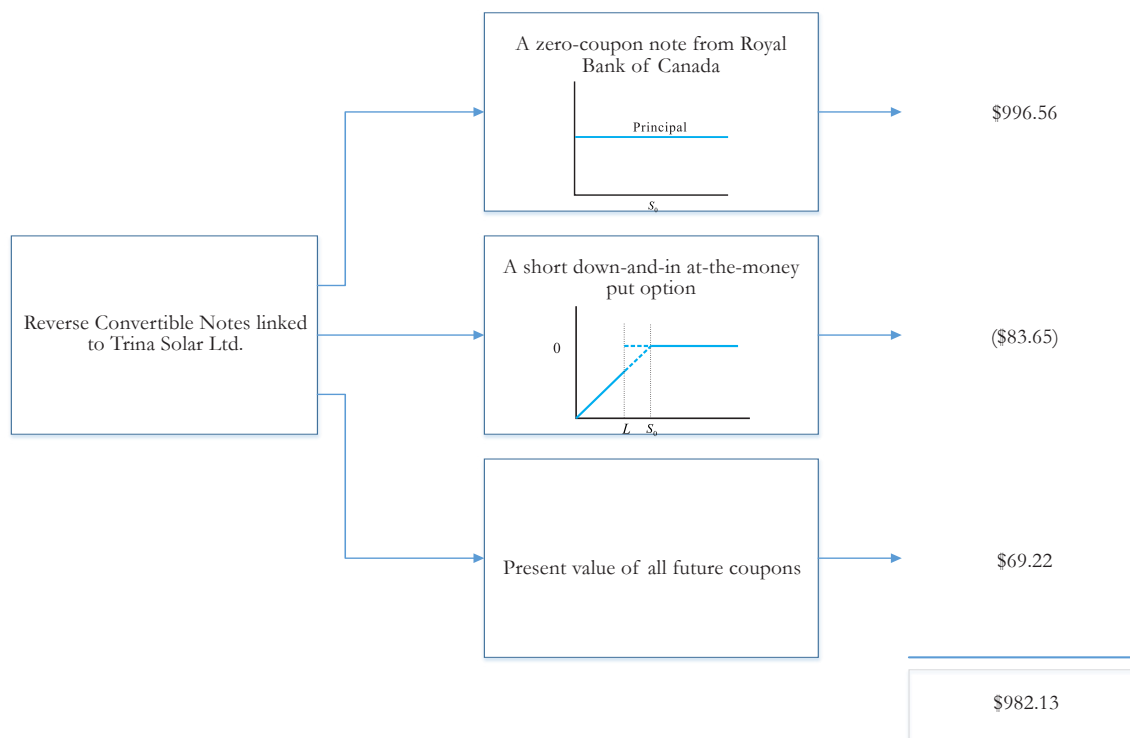 A zero-coupon note from Royal
Bank of Canada
Principal
S₀
$996.56
Reverse Convertible Notes linked
to Trina Solar Ltd.
A short down-and-in at-the-money
put option
0
L S₀
($83.65)
Present value of all future coupons
$69.22
$982.13